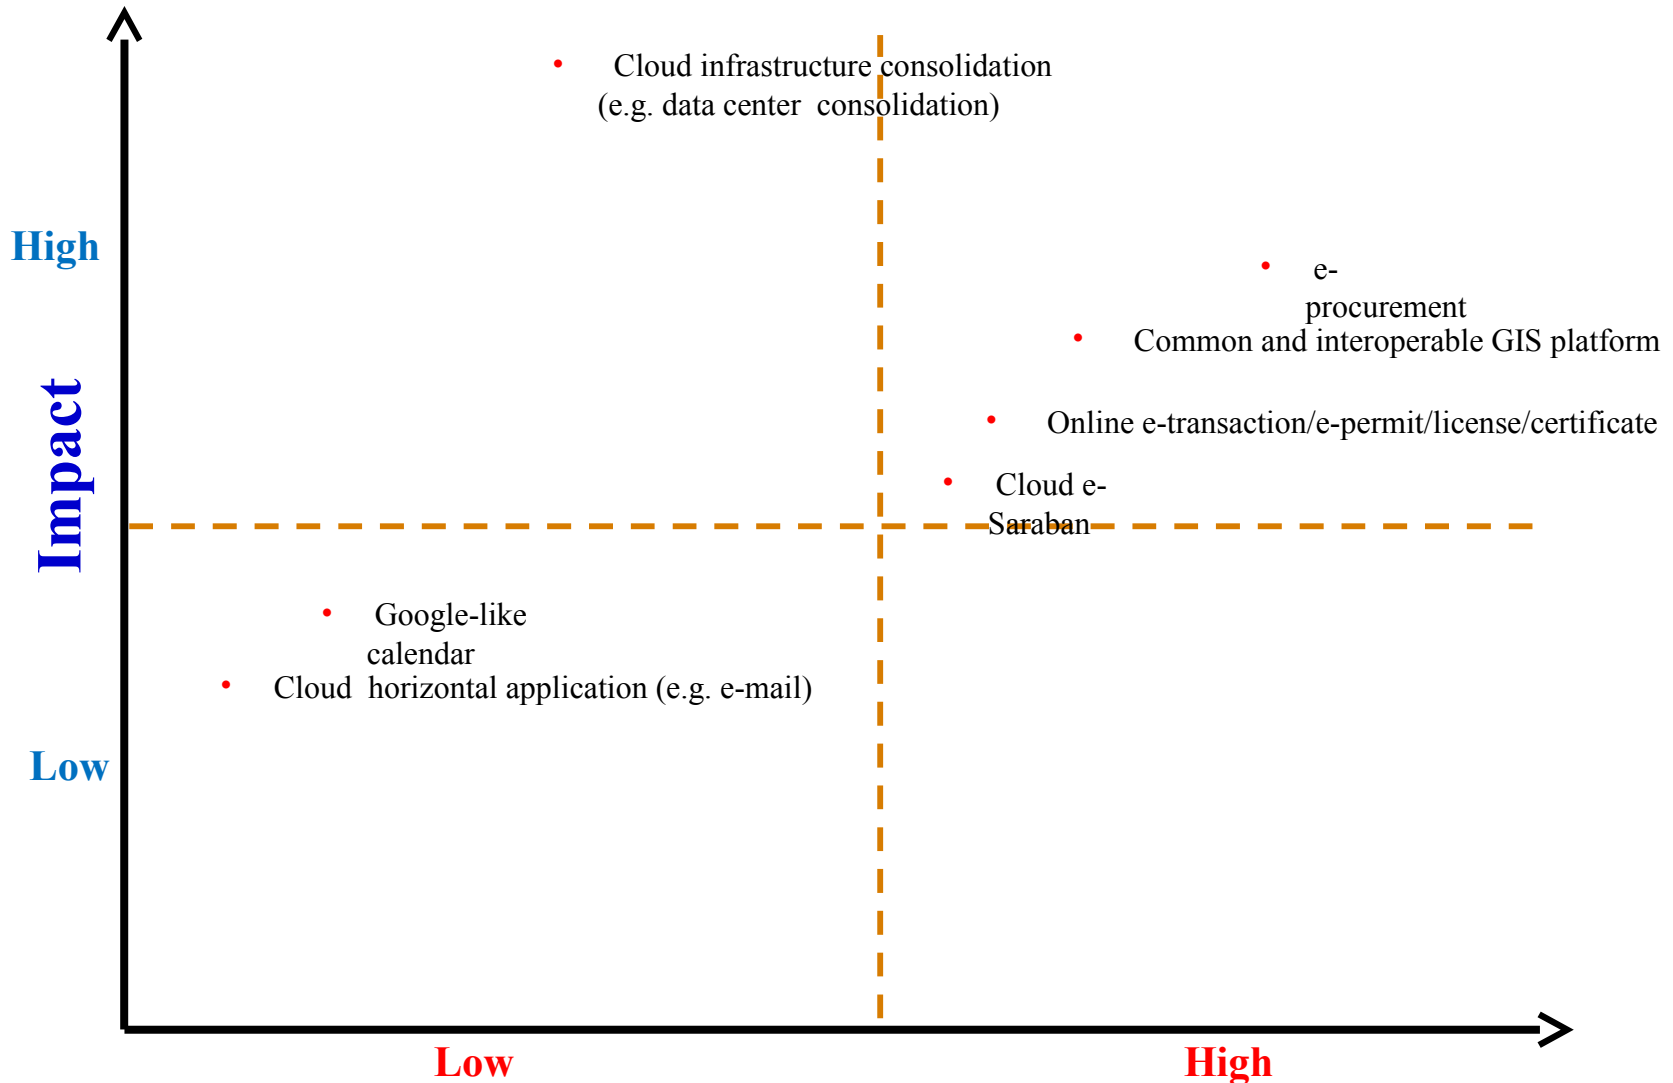 Cloud infrastructure consolidation
(e.g. data center consolidation)
High
e-
procurement
Common and interoperable GIS platform
Impact
Online e-transaction/e-permit/license/certificate
Cloud e-
Saraban
Google-like
calendar
Cloud horizontal application (e.g. e-mail)
Low
Low
High